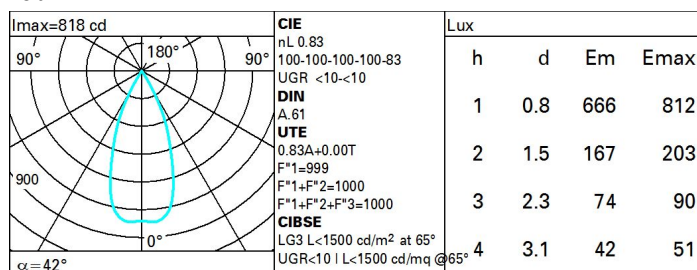 Imax=818 cd
90°
180°
90°
900
0°
α=42°
CIE
nL 0.83
100-100-100-100-83
UGR <10-<10
DIN
A.61
UTE
0.83A+0.00T
F"1=999
F"1+F"2=1000
F"1+F"2+F"3=1000
CIBSE
LG3 L<1500 cd/m² at 65°
UGR<10 | L<1500 cd/mq @65°
Lux
h d Em Emax
1 0.8 666 812
2 1.5 167 203
3 2.3 74 90
4 3.1 42 51